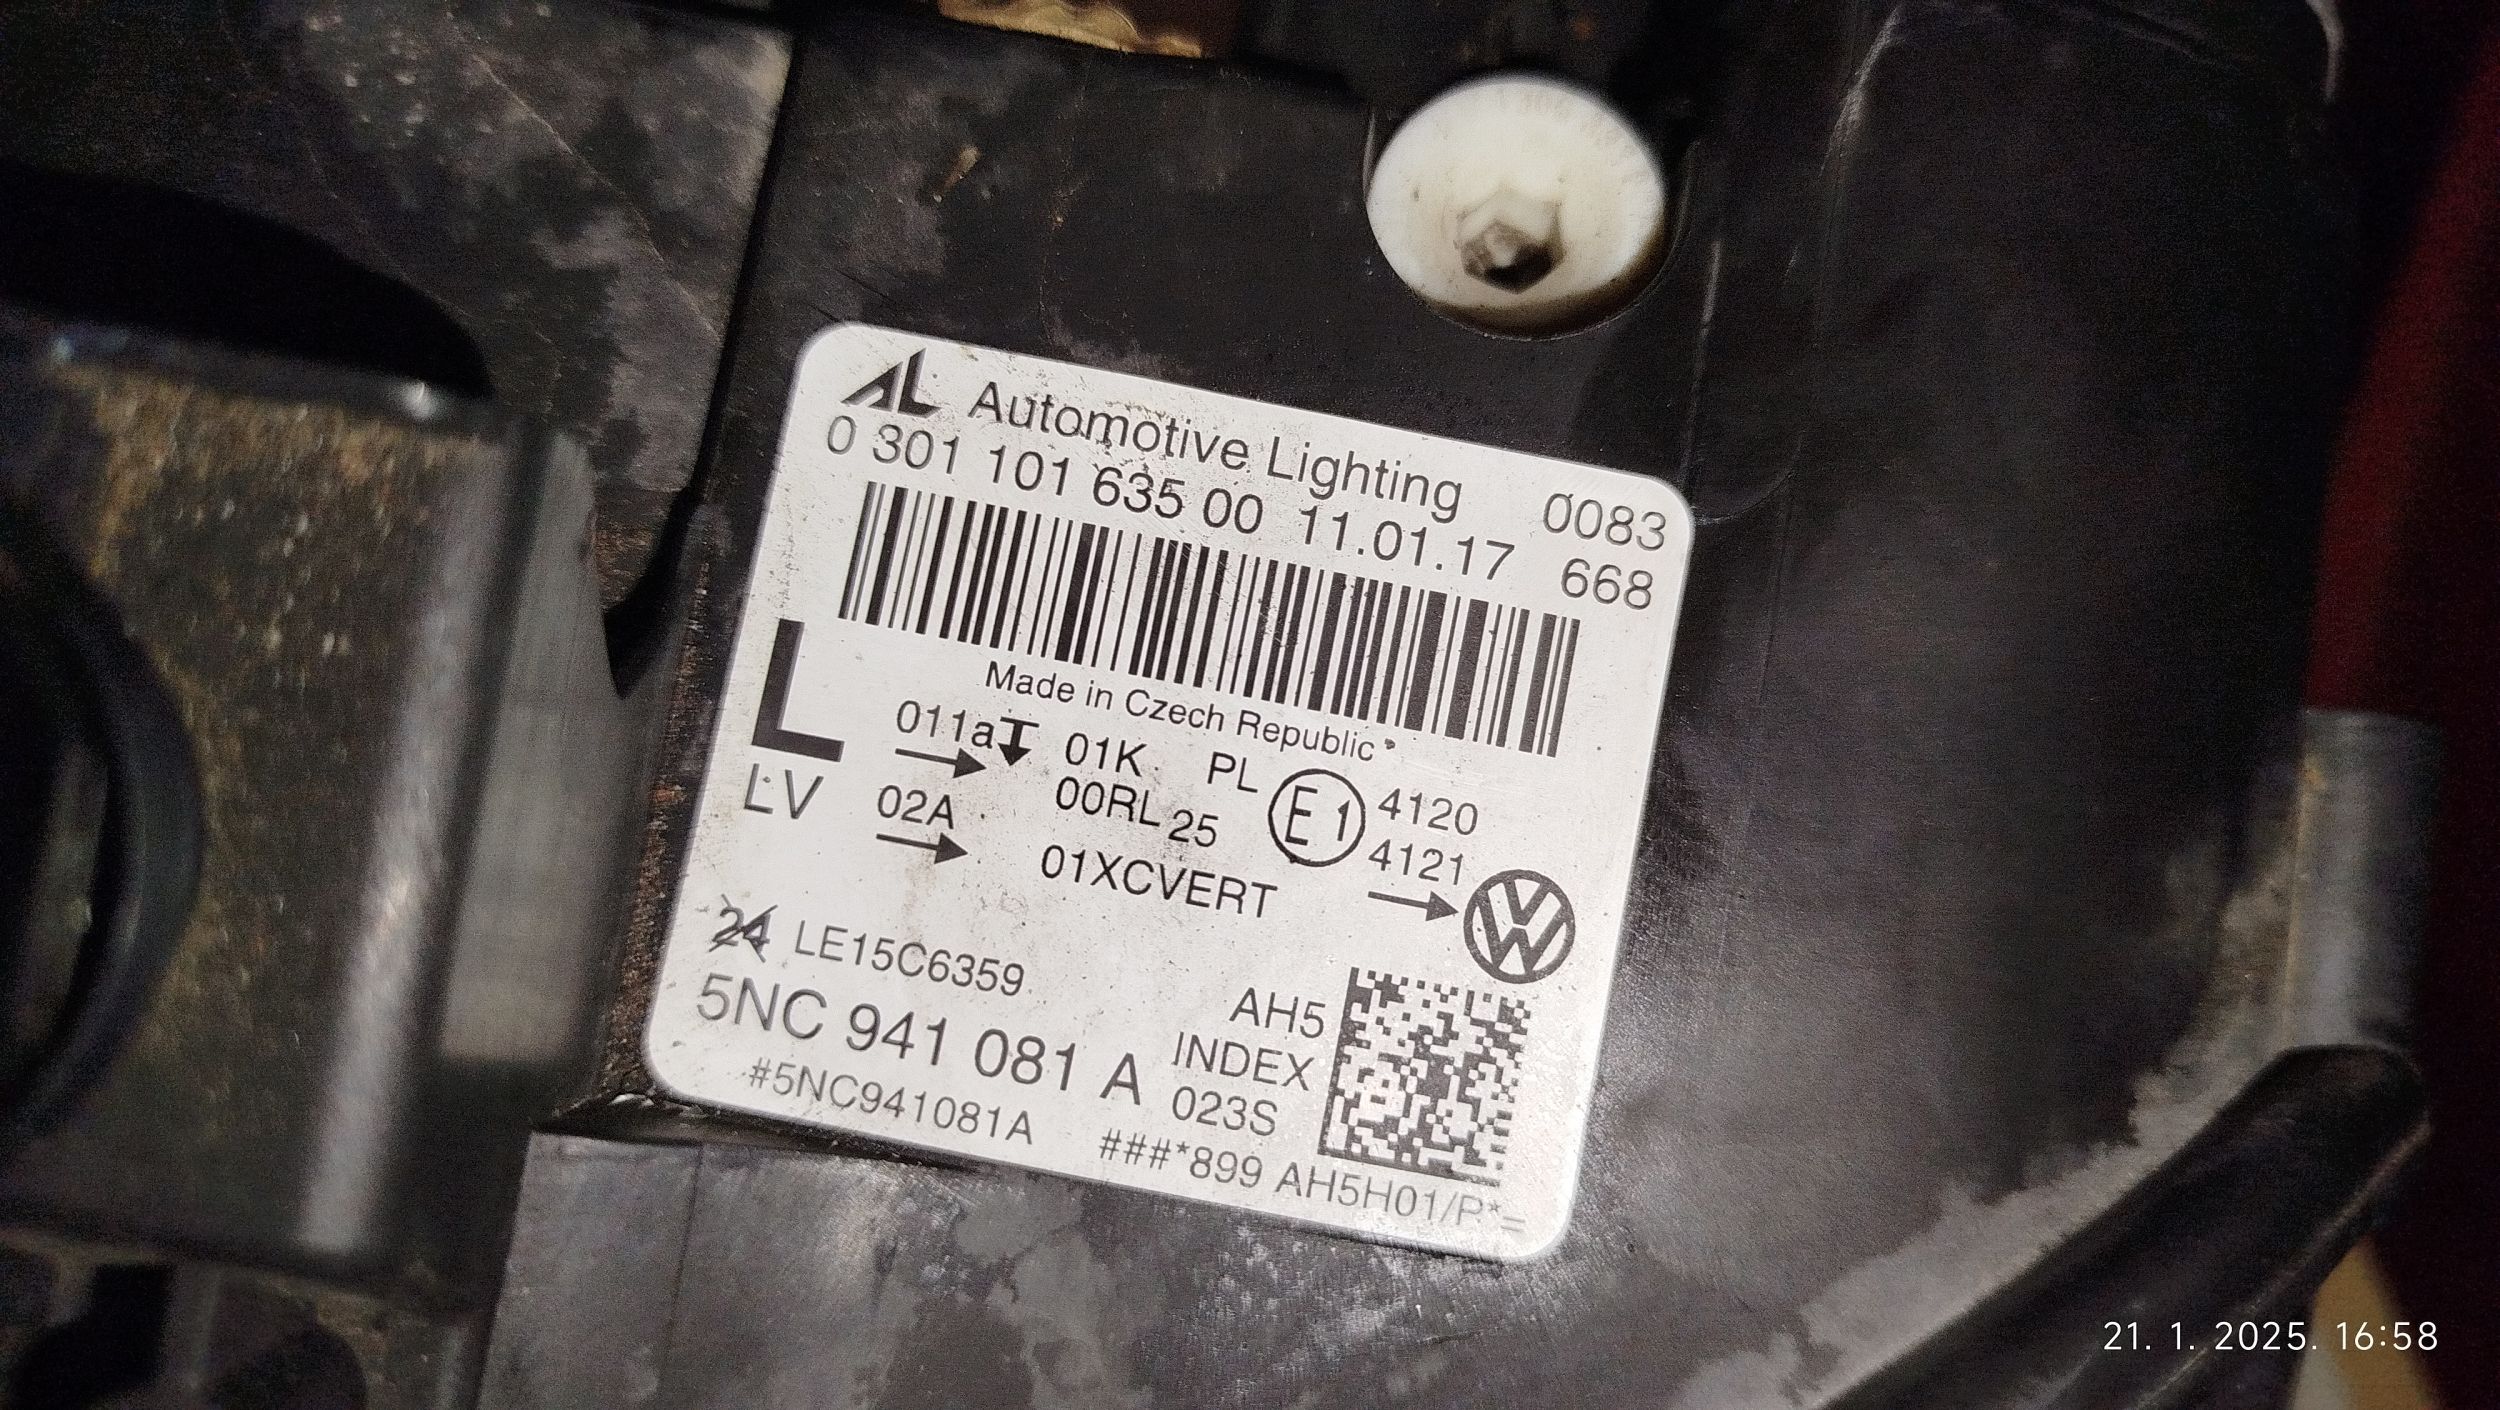 AL Automotive Lighting 0083
0 301 101 635 00 11.01.17 668
Made in Czech Republic
L 011a 01K PL E1 4120
00RL 25 4121
LV 02A 01XCVERT VW
24 LE15C6359
5NC 941 081 A
AH5
INDEX
023S
#5NC941081A ###*899 AH5H01/P*=
21. 1. 2025. 16:58